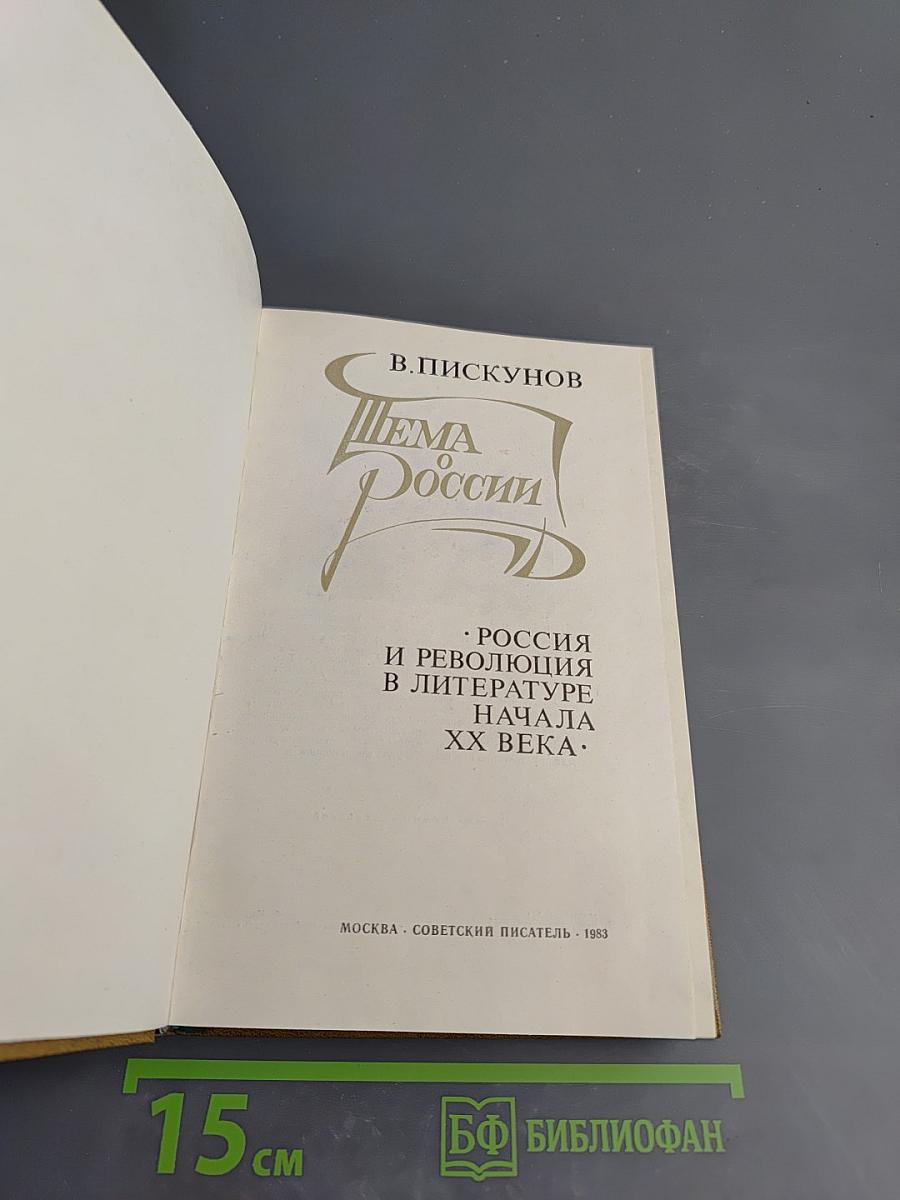 В. ПИСКУНОВ
ТЕМА
О
РОССИИ
· РОССИЯ
И РЕВОЛЮЦИЯ
В ЛИТЕРАТУРЕ
НАЧАЛА
XX ВЕКА ·
МОСКВА · СОВЕТСКИЙ ПИСАТЕЛЬ · 1983
15 см
БФ БИБЛИОФАН